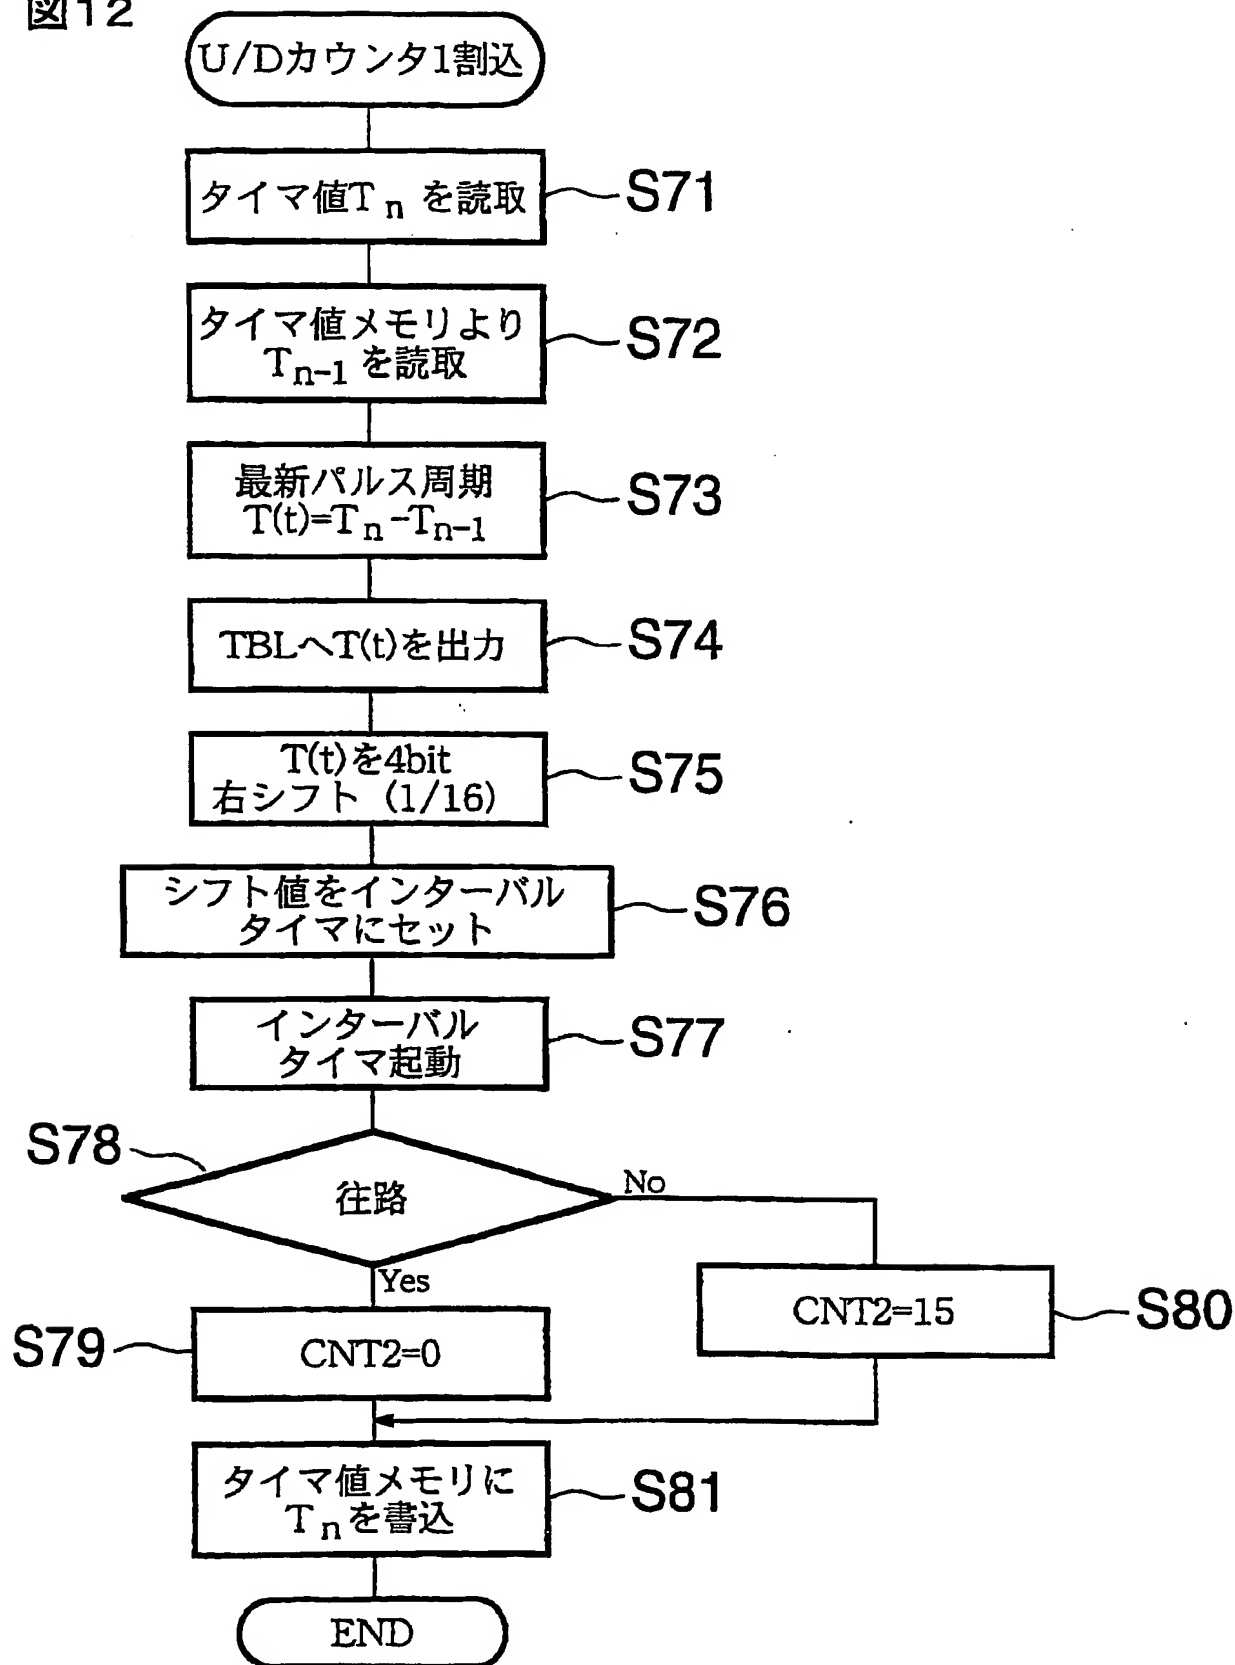 図12
U/Dカウンタ1割込
タイマ値Tn を読取
S71
タイマ値メモリより
Tn-1 を読取
S72
最新パルス周期
T(t)=Tn-Tn-1
S73
TBLへT(t)を出力
S74
T(t)を4bit
右シフト (1/16)
S75
シフト値をインターバル
タイマにセット
S76
インターバル
タイマ起動
S77
S78
往路
No
Yes
S79
CNT2=0
CNT2=15
S80
タイマ値メモリに
Tnを書込
S81
END